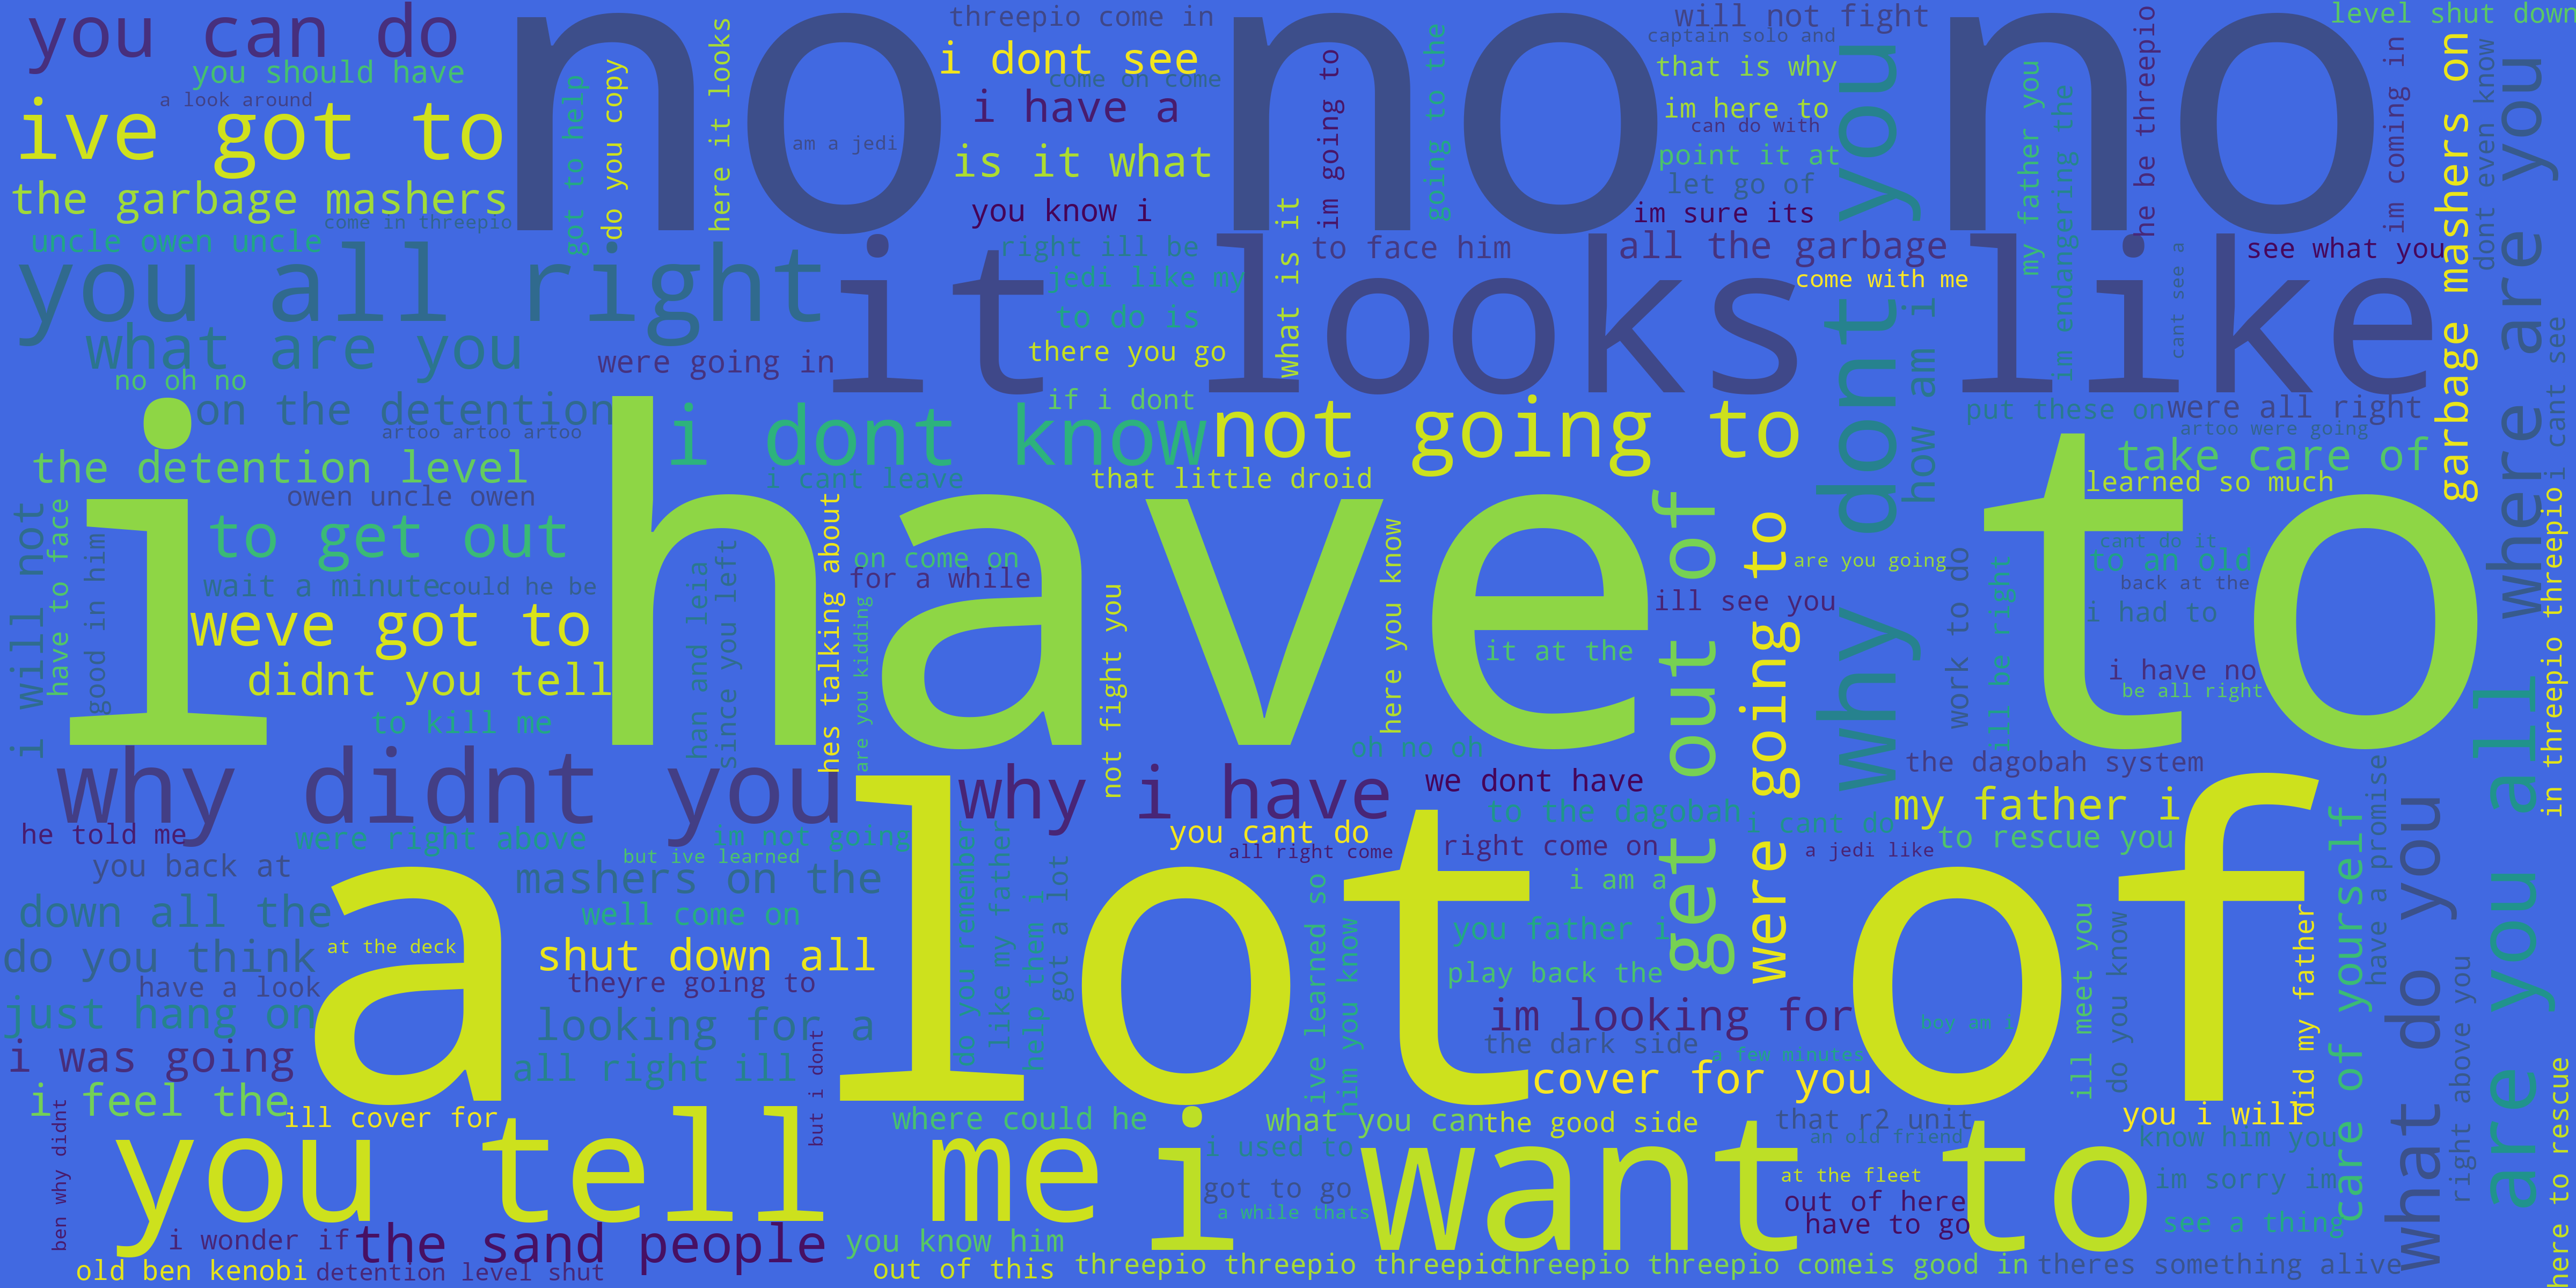 you can do
no no no
threepio come in
will not fight
level shut down
captain solo and
i dont see
you should have
a look around
come on come
that is why
ive got to
i have a
im here to
can do with
am a jedi
is it what
point it at
let go of
the garbage mashers
come in threepio
you know i
im sure its
uncle owen uncle
right ill be
to face him
all the garbage
see what you
you all right
it looks like
jedi like my
come with me
to do is
what are you
were going in
there you go
no oh no
if i dont
on the detention
artoo artoo artoo
i dont know
not going to
put these on
were all right
artoo were going
the detention level
i cant leave
that little droid
take care of
learned so much
owen uncle owen
i have to
to get out
on come on
for a while
are you going
cant do it
to an old
back at the
wait a minute
could he be
ill see you
i had to
weve got to
it at the
didnt you tell
i have no
be all right
to kill me
oh no oh
the dagobah system
why didnt you
why i have
we dont have
my father i
he told me
were right above
im not going
you cant do
to the dagobah
i cant do
to rescue you
but ive learned
all right come
right come on
a jedi like
you back at
mashers on the
i am a
a lot of
down all the
well come on
you father i
do you think
at the deck
shut down all
play back the
have a look
theyre going to
just hang on
looking for a
im looking for
boy am i
the dark side
a few minutes
i was going
all right ill
cover for you
i feel the
ill cover for
where could he
what you can
the good side
that r2 unit
you i will
an old friend
know him you
you tell me
i want to
i used to
at the fleet
im sorry im
got to go
out of here
a while thats
have to go
see a thing
i wonder if
the sand people
you know him
old ben kenobi
detention level shut
out of this
threepio threepio threepio
threepio threepio come
is good in
theres something alive
got to help
do you copy
here it looks
im going to
going to the
what is it
why dont you
how am i
my father you
im endangering the
he be threepio
cant see a
im coming in
garbage mashers on
dont even know
where are you
i cant see
in threepio threepio
i will not
have to face
good in him
han and leia
since you left
hes talking about
are you kidding
not fight you
here you know
get out of
were going to
work to do
ill be right
are you all
do you remember
like my father
help them i
got a lot
ive learned so
him you know
ill meet you
do you know
did my father
care of yourself
have a promise
what do you
right above you
here to rescue
but i dont
ben why didnt